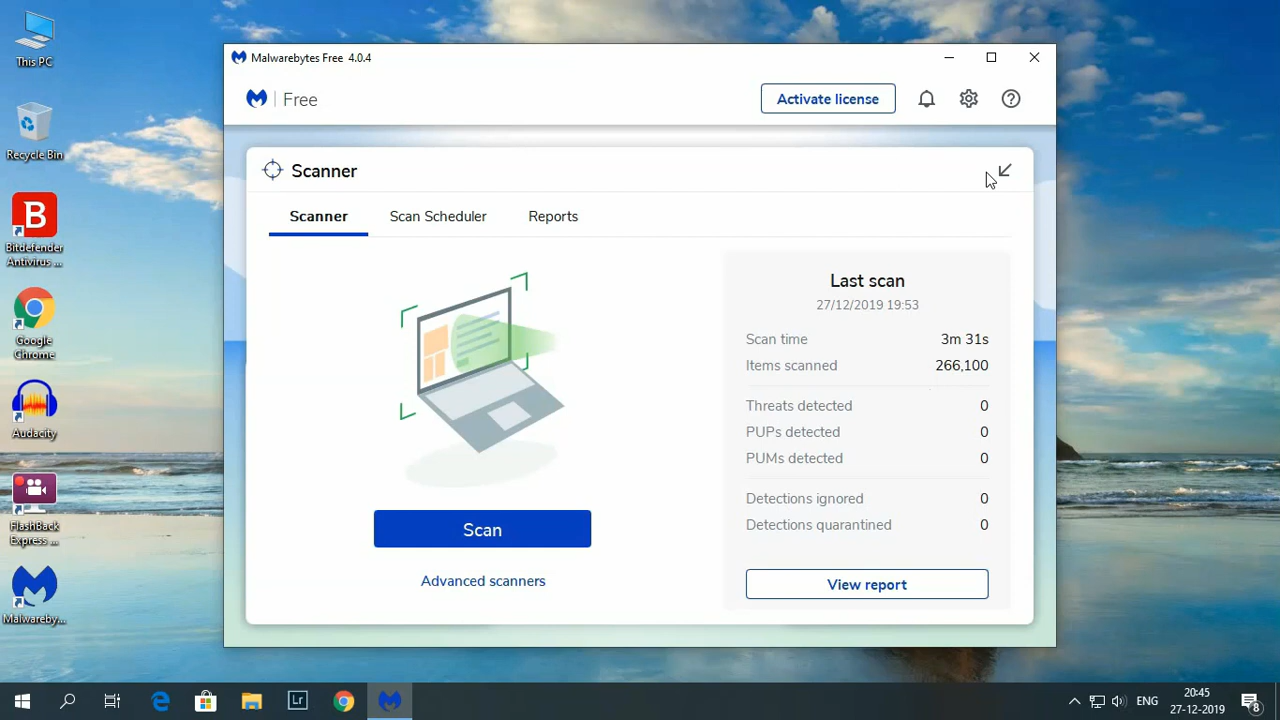 This PC
Recycle Bin
Bitdefender
Antivirus ...
Google
Chrome
Audacity
FlashBack
Express ...
Malwareby...
Malwarebytes Free 4.0.4
Free
Activate license
Scanner
Scanner
Scan Scheduler
Reports
Last scan
27/12/2019 19:53
Scan time
3m 31s
Items scanned
266,100
Threats detected
0
PUPs detected
0
PUMs detected
0
Detections ignored
0
Detections quarantined
0
View report
Scan
Advanced scanners
Lr
ENG
20:45
27-12-2019
8